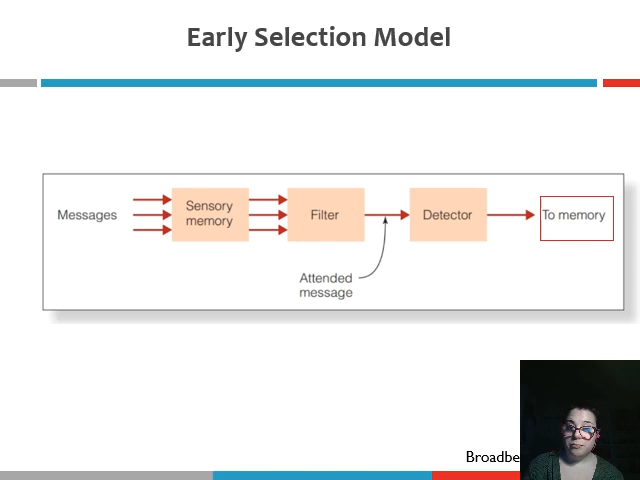 Early Selection Model
Messages
Sensory
memory
Filter
Detector
To memory
Attended
message